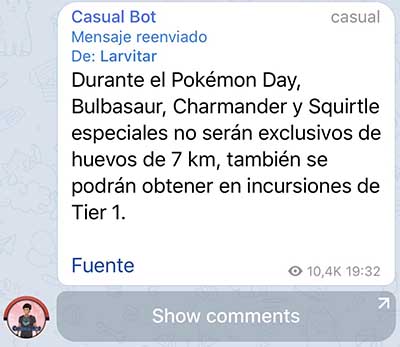 Casual Bot casual
Mensaje reenviado
De: Larvitar
Durante el Pokémon Day,
Bulbasaur, Charmander y Squirtle
especiales no serán exclusivos de
huevos de 7 km, también se
podrán obtener en incursiones de
Tier 1.
Fuente
10,4K 19:32
Show comments